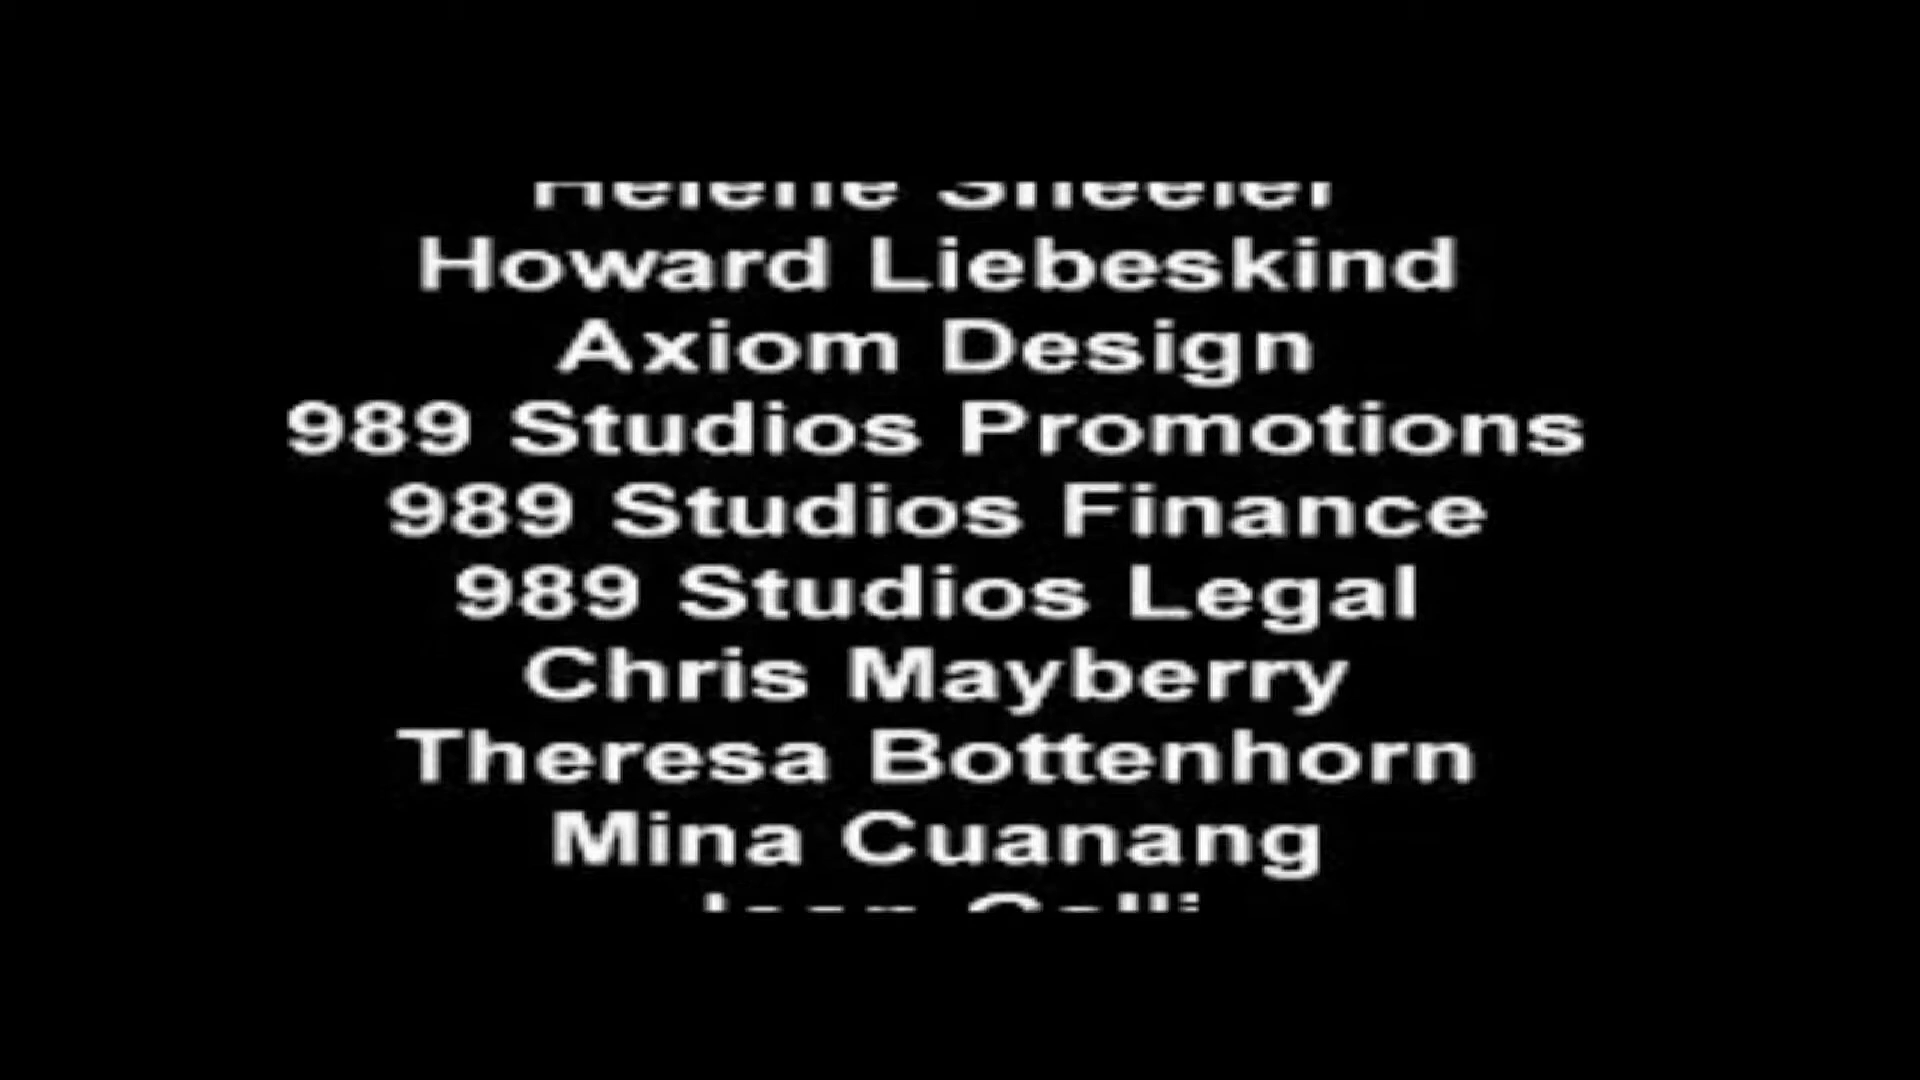 Helene Sheeler
Howard Liebeskind
Axiom Design
989 Studios Promotions
989 Studios Finance
989 Studios Legal
Chris Mayberry
Theresa Bottenhorn
Mina Cuanang